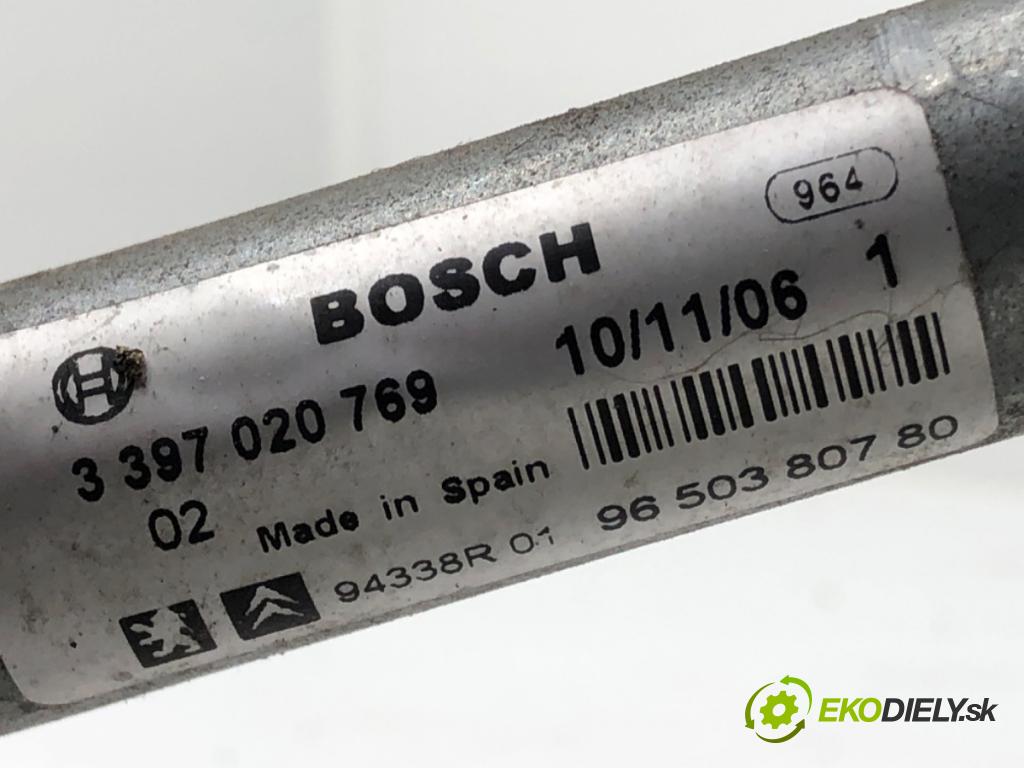 964
BOSCH
10/11/06 1
3 397 020 769
02 Made in Spain
94338R 01 96 503 807 80
EKODIELY.sk